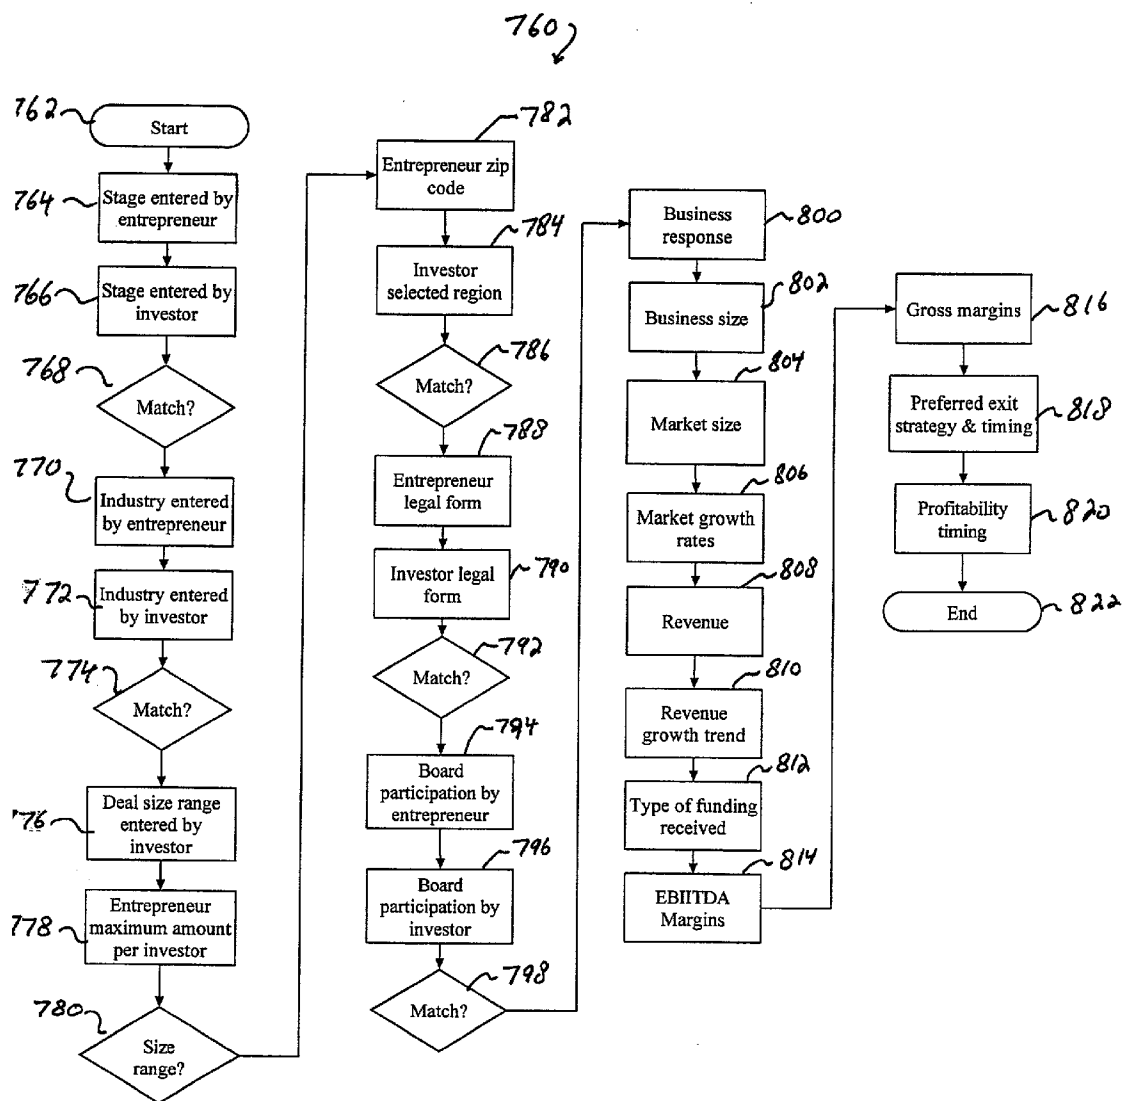 760
762
Start
764
Stage entered by
entrepreneur
766
Stage entered by
investor
768
Match?
770
Industry entered
by entrepreneur
772
Industry entered
by investor
774
Match?
776
Deal size range
entered by
investor
778
Entrepreneur
maximum amount
per investor
780
Size
range?
782
Entrepreneur zip
code
784
Investor
selected region
786
Match?
788
Entrepreneur
legal form
790
Investor legal
form
792
Match?
794
Board
participation by
entrepreneur
796
Board
participation by
investor
798
Match?
800
Business
response
802
Business size
804
Market size
806
Market growth
rates
808
Revenue
810
Revenue
growth trend
812
Type of funding
received
814
EBIITDA
Margins
816
Gross margins
818
Preferred exit
strategy & timing
820
Profitability
timing
822
End